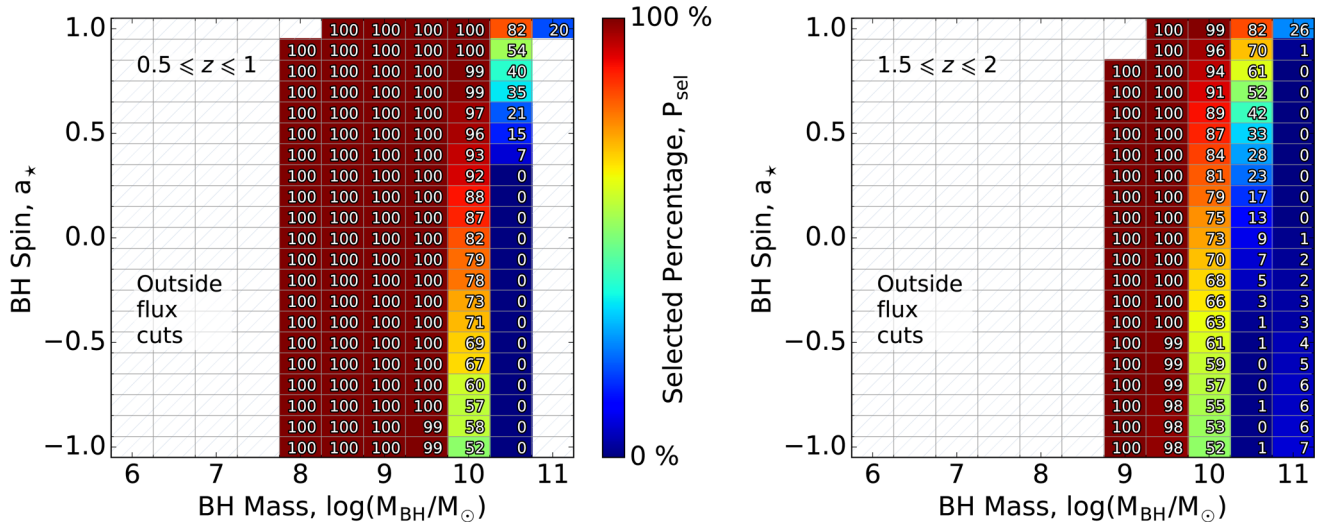 1.0 100 100 100 100 82 20
100 100 100 100 100 54
0.5 ⩽ z ⩽ 1 100 100 100 100 99 40
100 100 100 100 99 35
100 100 100 100 97 21
0.5 100 100 100 100 96 15
100 100 100 100 93 7
100 100 100 100 92 0
100 100 100 100 88 0
100 100 100 100 87 0
0.0 100 100 100 100 82 0
100 100 100 100 79 0
Outside 100 100 100 100 78 0
flux 100 100 100 100 73 0
100 100 100 100 71 0
−0.5 cuts 100 100 100 100 69 0
100 100 100 100 67 0
100 100 100 100 60 0
100 100 100 100 57 0
100 100 100 99 58 0
−1.0 100 100 100 99 52 0
6 7 8 9 10 11
BH Mass, log(M_BH/M_⊙)
BH Spin, a_⋆
100 %
0 %
Selected Percentage, P_sel
1.0 100 99 82 26
100 96 70 1
1.5 ⩽ z ⩽ 2 100 100 94 61 0
100 100 91 52 0
100 100 89 42 0
0.5 100 100 87 33 0
100 100 84 28 0
100 100 81 23 0
100 100 79 17 0
100 100 75 13 0
0.0 100 100 73 9 1
100 100 70 7 2
Outside 100 100 68 5 2
flux 100 100 66 3 3
100 100 63 1 3
−0.5 cuts 100 99 61 1 4
100 99 59 0 5
100 99 57 0 6
100 98 55 1 6
100 98 53 0 6
−1.0 100 98 52 1 7
6 7 8 9 10 11
BH Mass, log(M_BH/M_⊙)
BH Spin, a_⋆